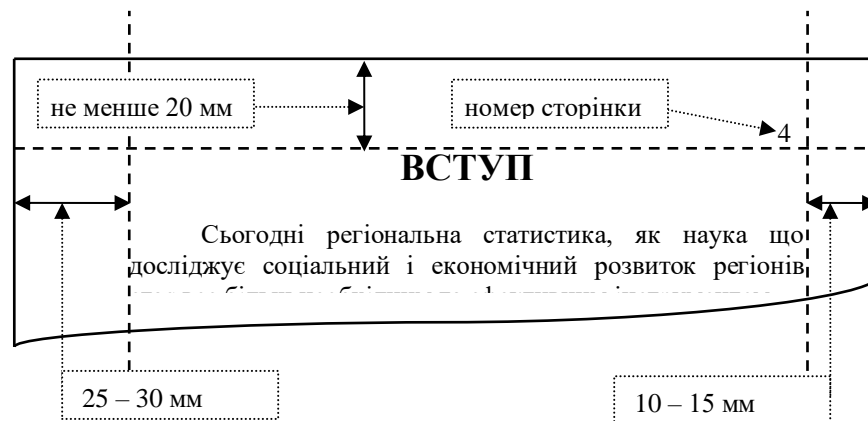 не менше 20 мм
номер сторінки
4
ВСТУП
Сьогодні регіональна статистика, як наука що
досліджує соціальний і економічний розвиток регіонів
25 – 30 мм
10 – 15 мм